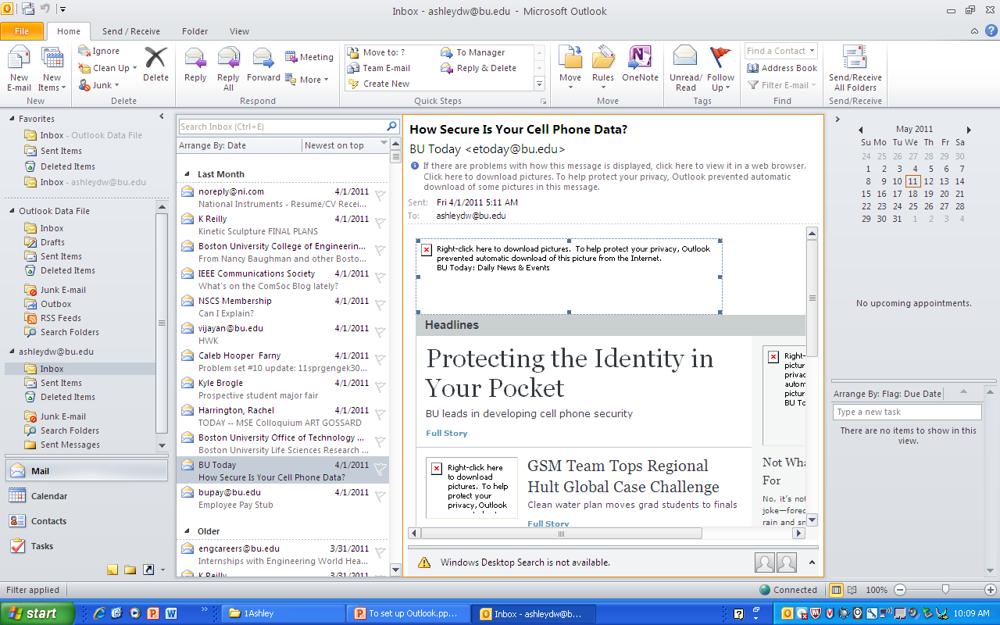 Inbox - ashleydw@bu.edu - Microsoft Outlook
File Home Send / Receive Folder View
New E-mail
New Items
New
Ignore
Clean Up
Junk
Delete
Delete
Reply
Reply All
Forward
Meeting
More
Respond
Move to: ?
Team E-mail
Create New
To Manager
Reply & Delete
Quick Steps
Move
Rules
OneNote
Move
Unread/ Read
Follow Up
Tags
Find a Contact
Address Book
Filter E-mail
Find
Send/Receive All Folders
Send/Receive
Favorites
Inbox - Outlook Data File
Sent Items
Deleted Items
Inbox - ashleydw@bu.edu
Outlook Data File
Inbox
Drafts
Sent Items
Deleted Items
Junk E-mail
Outbox
RSS Feeds
Search Folders
ashleydw@bu.edu
Inbox
Sent Items
Deleted Items
Junk E-mail
Search Folders
Sent Messages
Mail
Calendar
Contacts
Tasks
Search Inbox (Ctrl+E)
Arrange By: Date Newest on top
Last Month
noreply@ni.com 4/1/2011
National Instruments - Resume/CV Recei...
K Reilly 4/1/2011
Kinetic Sculpture FINAL PLANS
Boston University College of Engineerin...
From Nancy Baughman and other Bosto...
IEEE Communications Society 4/1/2011
What's on the ComSoc Blog lately?
NSCS Membership 4/1/2011
Can I Explain?
vijayan@bu.edu 4/1/2011
HWK
Caleb Hooper Farny 4/1/2011
Problem set #10 update: 11sprgengek30...
Kyle Brogle 4/1/2011
Prospective student major fair
Harrington, Rachel 4/1/2011
TODAY -- MSE Colloquium ART GOSSARD
Boston University Office of Technology ...
Boston University Life Sciences Research ...
BU Today 4/1/2011
How Secure Is Your Cell Phone Data?
bupay@bu.edu 4/1/2011
Employee Pay Stub
Older
engcareers@bu.edu 3/31/2011
Internships with Engineering World Hea...
K Reilly 3/31/2011
How Secure Is Your Cell Phone Data?
BU Today <etoday@bu.edu>
If there are problems with how this message is displayed, click here to view it in a web browser.
Click here to download pictures. To help protect your privacy, Outlook prevented automatic
download of some pictures in this message.
Sent: Fri 4/1/2011 5:11 AM
To: ashleydw@bu.edu
Right-click here to download pictures. To help protect your privacy, Outlook
prevented automatic download of this picture from the Internet.
BU Today: Daily News & Events
Headlines
Protecting the Identity in
Your Pocket
BU leads in developing cell phone security
Full Story
Right-click here
to download
pictures. To help
protect your
privacy, Outlook
GSM Team Tops Regional
Hult Global Case Challenge
Clean water plan moves grad students to finals
Full Story
Right-
pictur
privac
autom
pictur
BU To
Not Wha
For
No, it's not
joke—forec
rain and sn
Windows Desktop Search is not available.
May 2011
Su Mo Tu We Th Fr Sa
24 25 26 27 28 29 30
1 2 3 4 5 6 7
8 9 10 11 12 13 14
15 16 17 18 19 20 21
22 23 24 25 26 27 28
29 30 31 1 2 3 4
No upcoming appointments.
Arrange By: Flag: Due Date
Type a new task
There are no items to show in this
view.
Filter applied
Connected
100%
start
1Ashley
To set up Outlook.pp...
Inbox - ashleydw@b...
10:09 AM